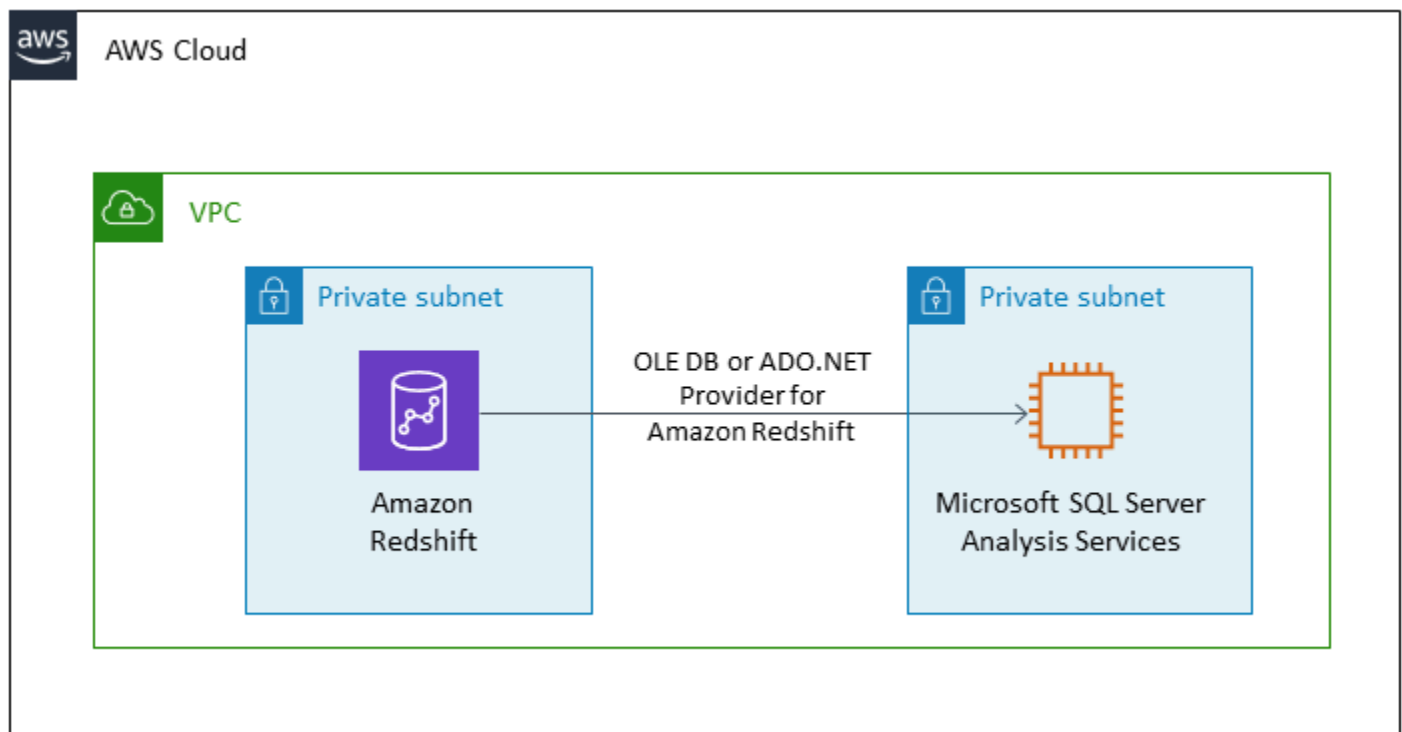 aws
AWS Cloud
VPC
Private subnet
Private subnet
OLE DB or ADO.NET
Provider for
Amazon Redshift
Amazon
Redshift
Microsoft SQL Server
Analysis Services